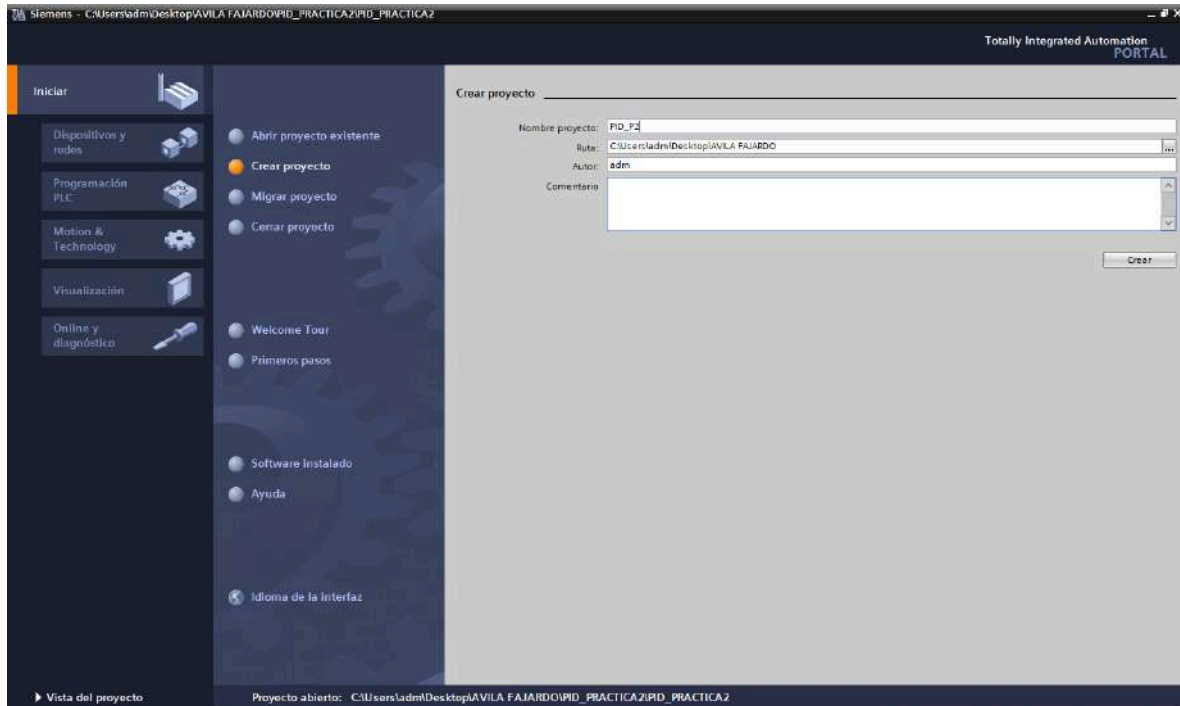 Siemens - C:\Users\adm\Desktop\AVILA FAJARDO\PID_PRACTICA2\PID_PRACTICA2
Totally Integrated Automation
PORTAL
Iniciar
Dispositivos y
redes
Programación
PLC
Motion &
Technology
Visualización
Online y
diagnóstico
Abrir proyecto existente
Crear proyecto
Migrar proyecto
Cerrar proyecto
Welcome Tour
Primeros pasos
Software instalado
Ayuda
Idioma de la interfaz
Crear proyecto
Nombre proyecto: PID_P2
Ruta: C:\Users\adm\Desktop\AVILA FAJARDO
...
Autor: adm
Comentario
Crear
Vista del proyecto
Proyecto abierto: C:\Users\adm\Desktop\AVILA FAJARDO\PID_PRACTICA2\PID_PRACTICA2